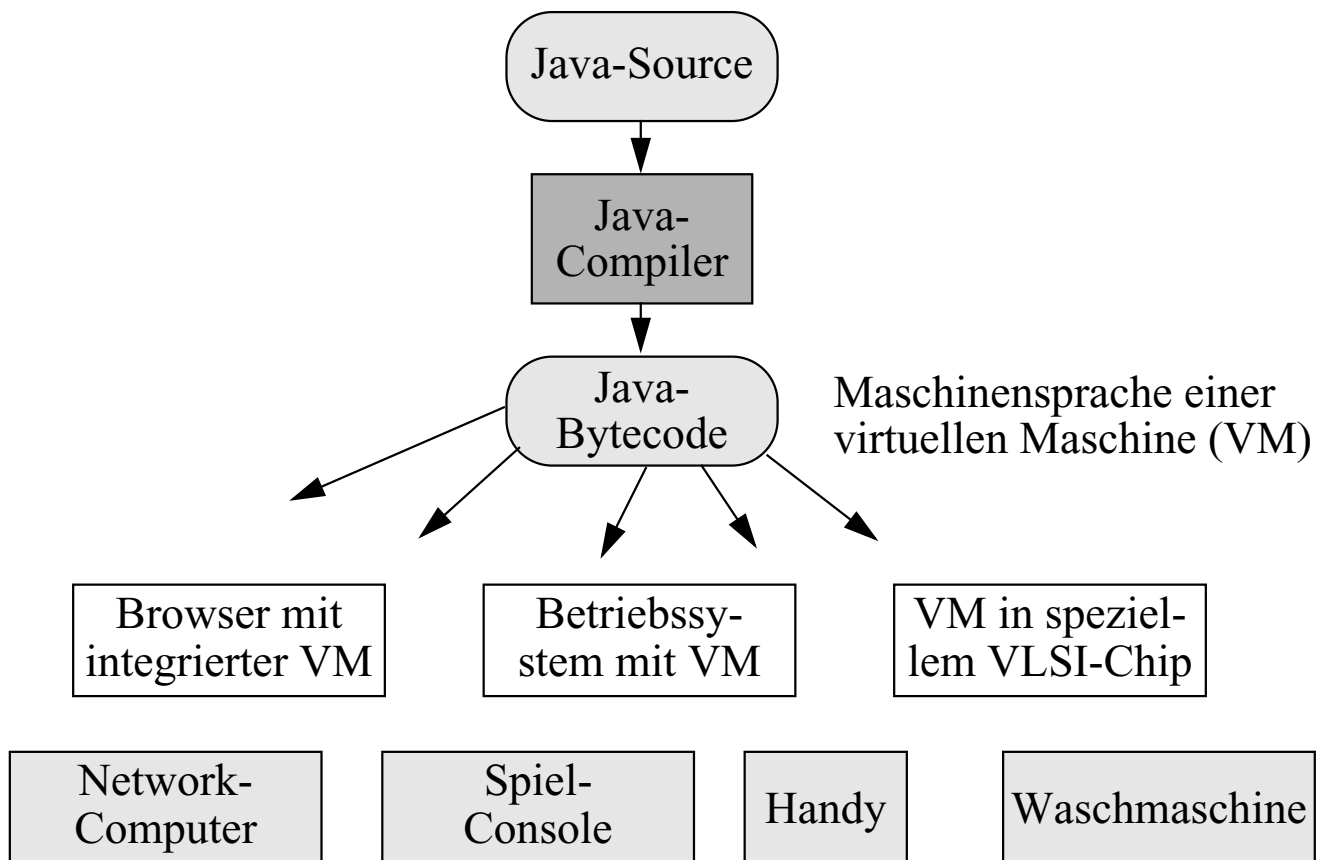 Java-Source
Java-
Compiler
Java-
Bytecode
Maschinensprache einer
virtuellen Maschine (VM)
Browser mit
integrierter VM
Betriebssy-
stem mit VM
VM in speziel-
lem VLSI-Chip
Network-
Computer
Spiel-
Console
Handy
Waschmaschine